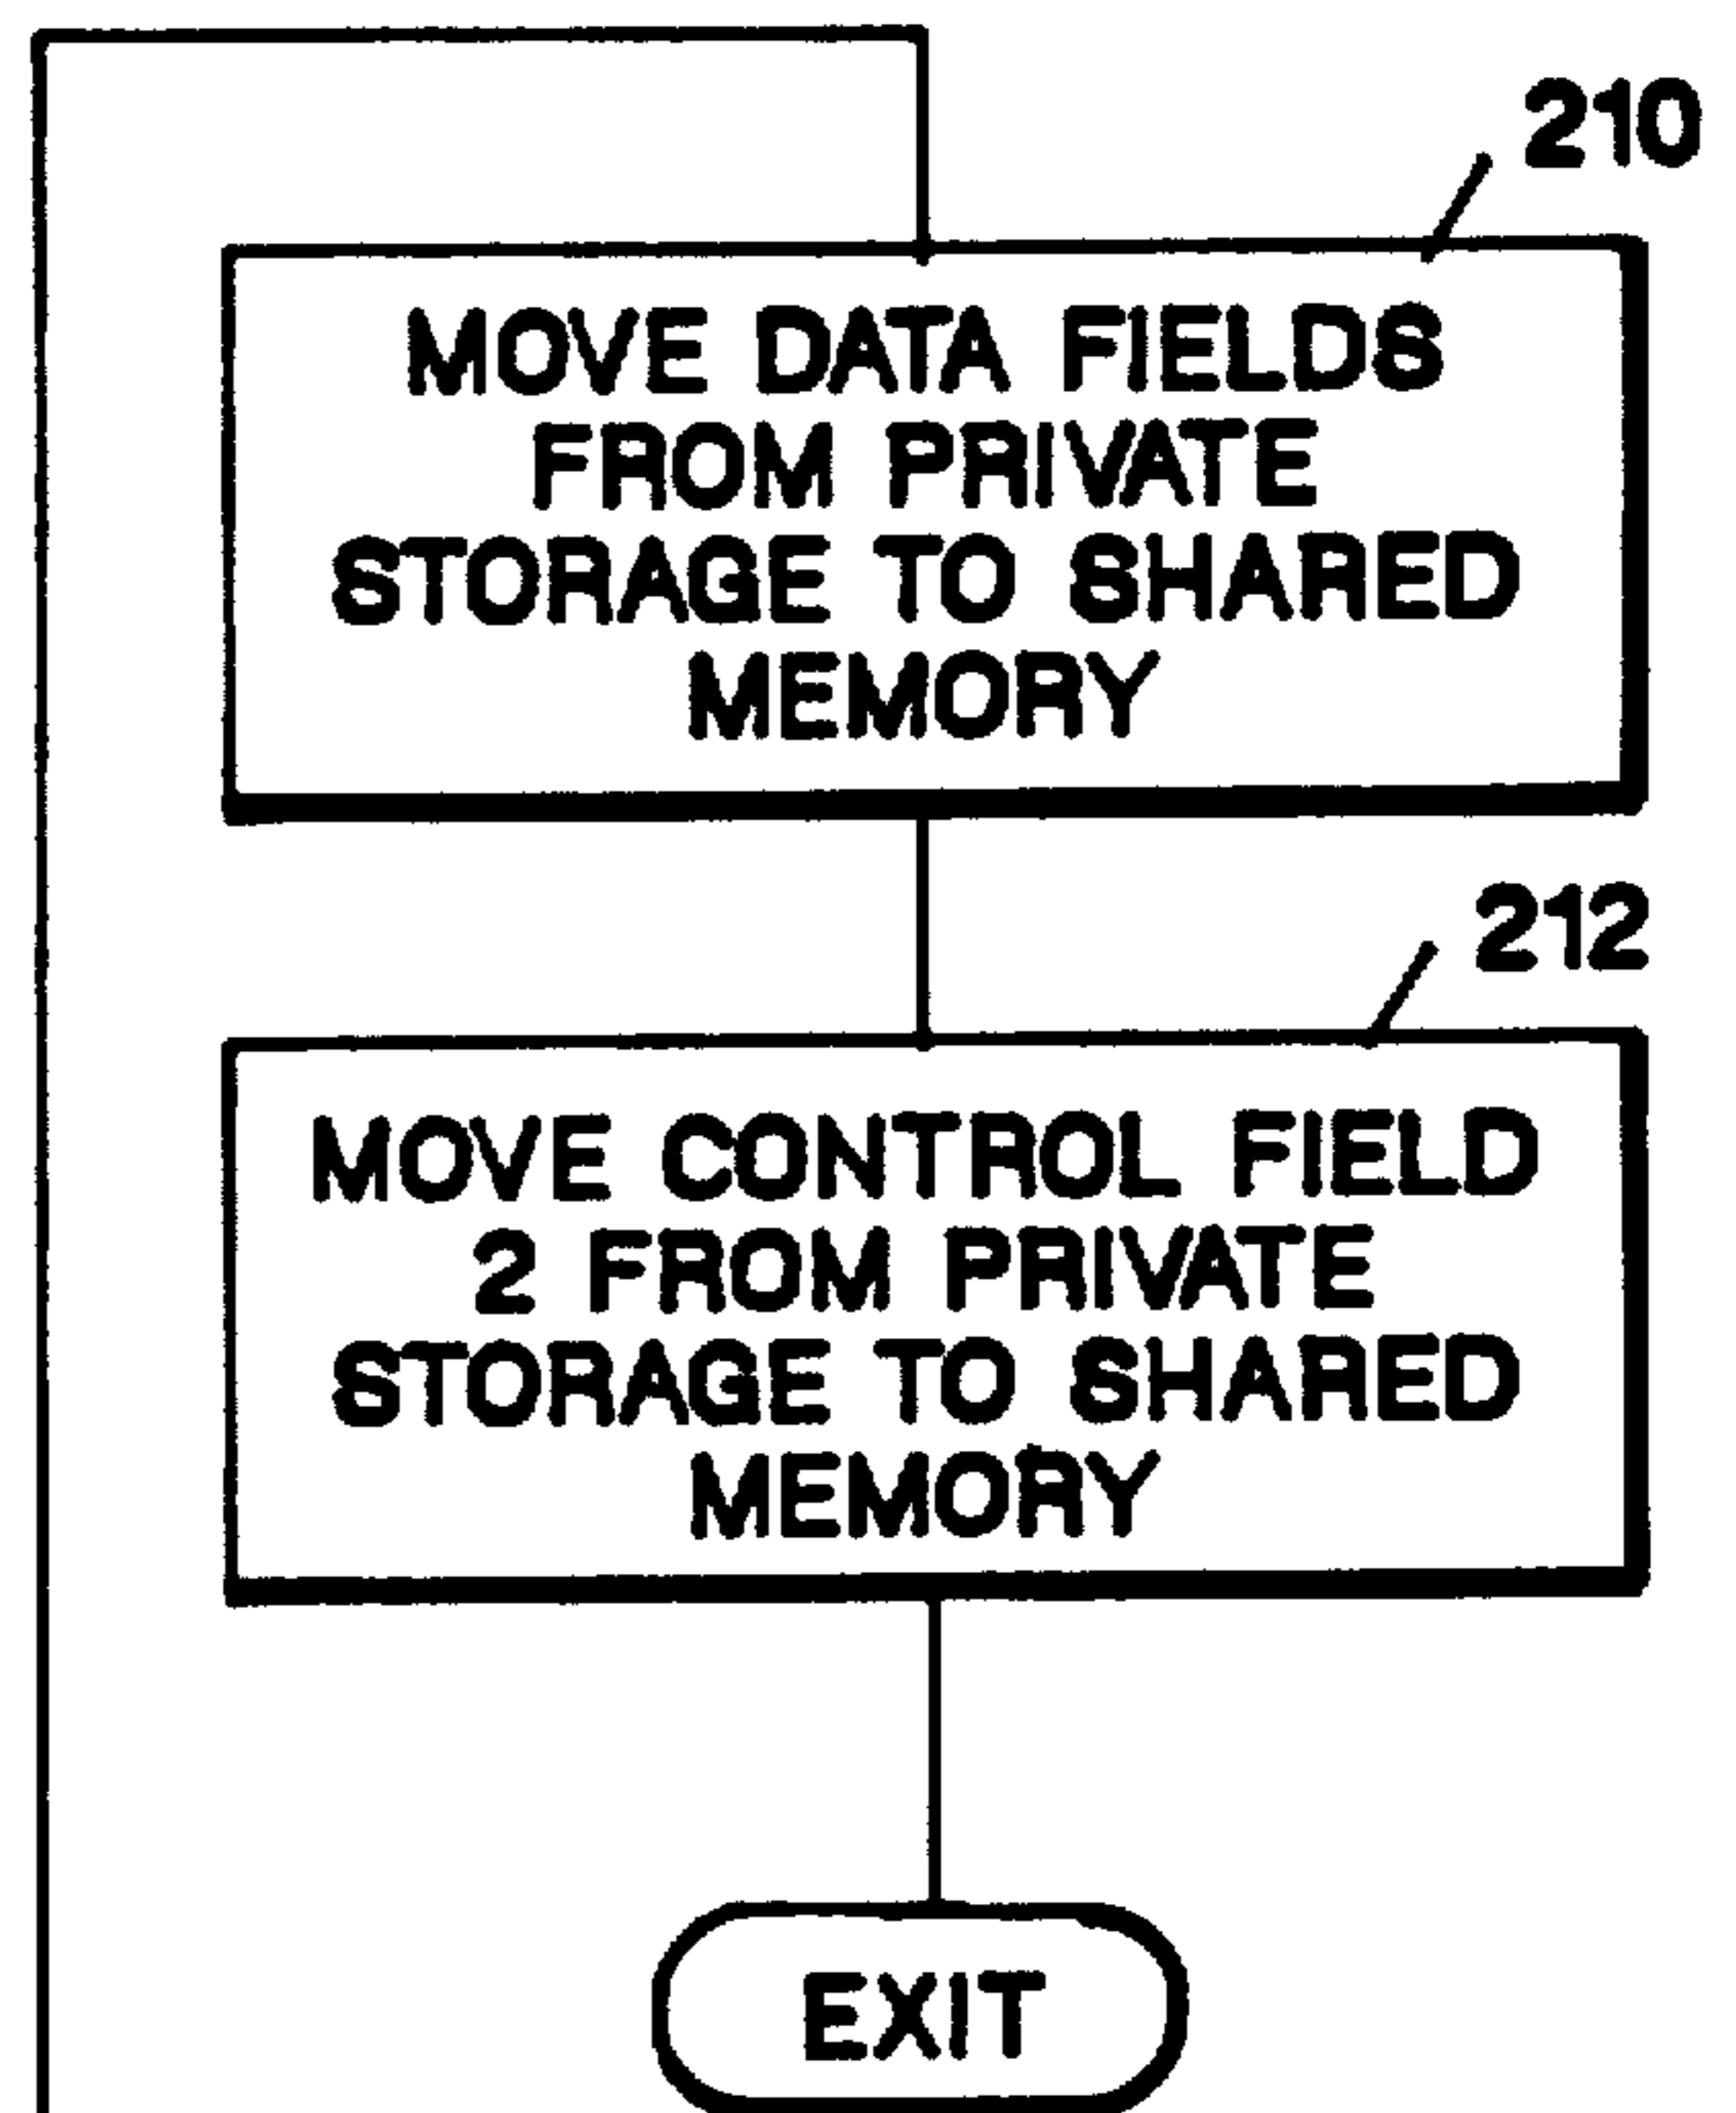 210
MOVE DATA FIELDS
FROM PRIVATE
STORAGE TO SHARED
MEMORY
212
MOVE CONTROL FIELD
2 FROM PRIVATE
STORAGE TO SHARED
MEMORY
EXIT